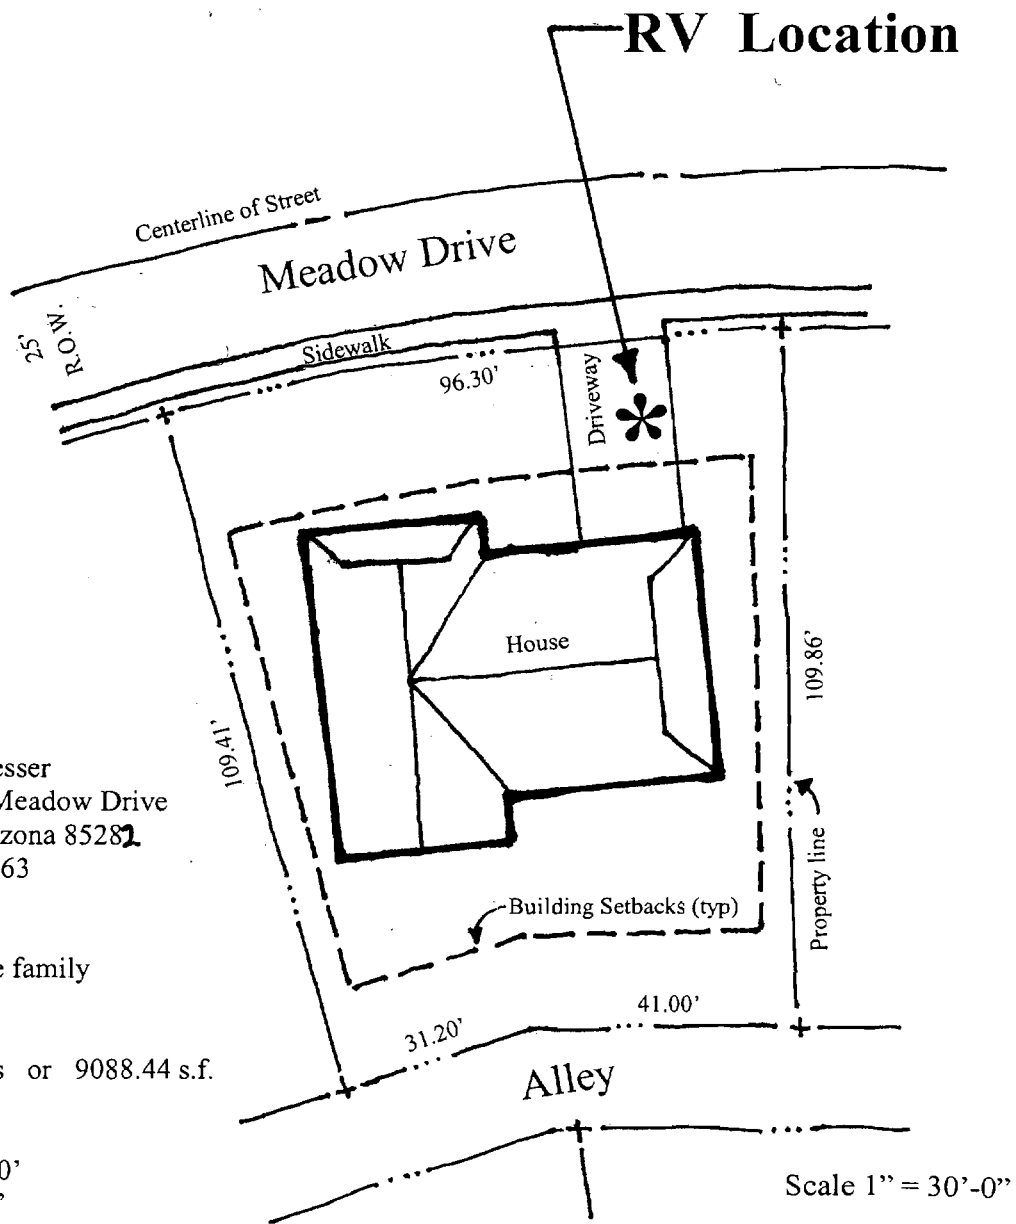 RV Location
Centerline of Street
Meadow Drive
25'
R.O.W.
Sidewalk
96.30'
Driveway
House
109.41'
109.86'
esser
Meadow Drive
zona 85282
63
Property line
Building Setbacks (typ)
e family
41.00'
31.20'
s or 9088.44 s.f.
Alley
0'
'
Scale 1” = 30’-0”